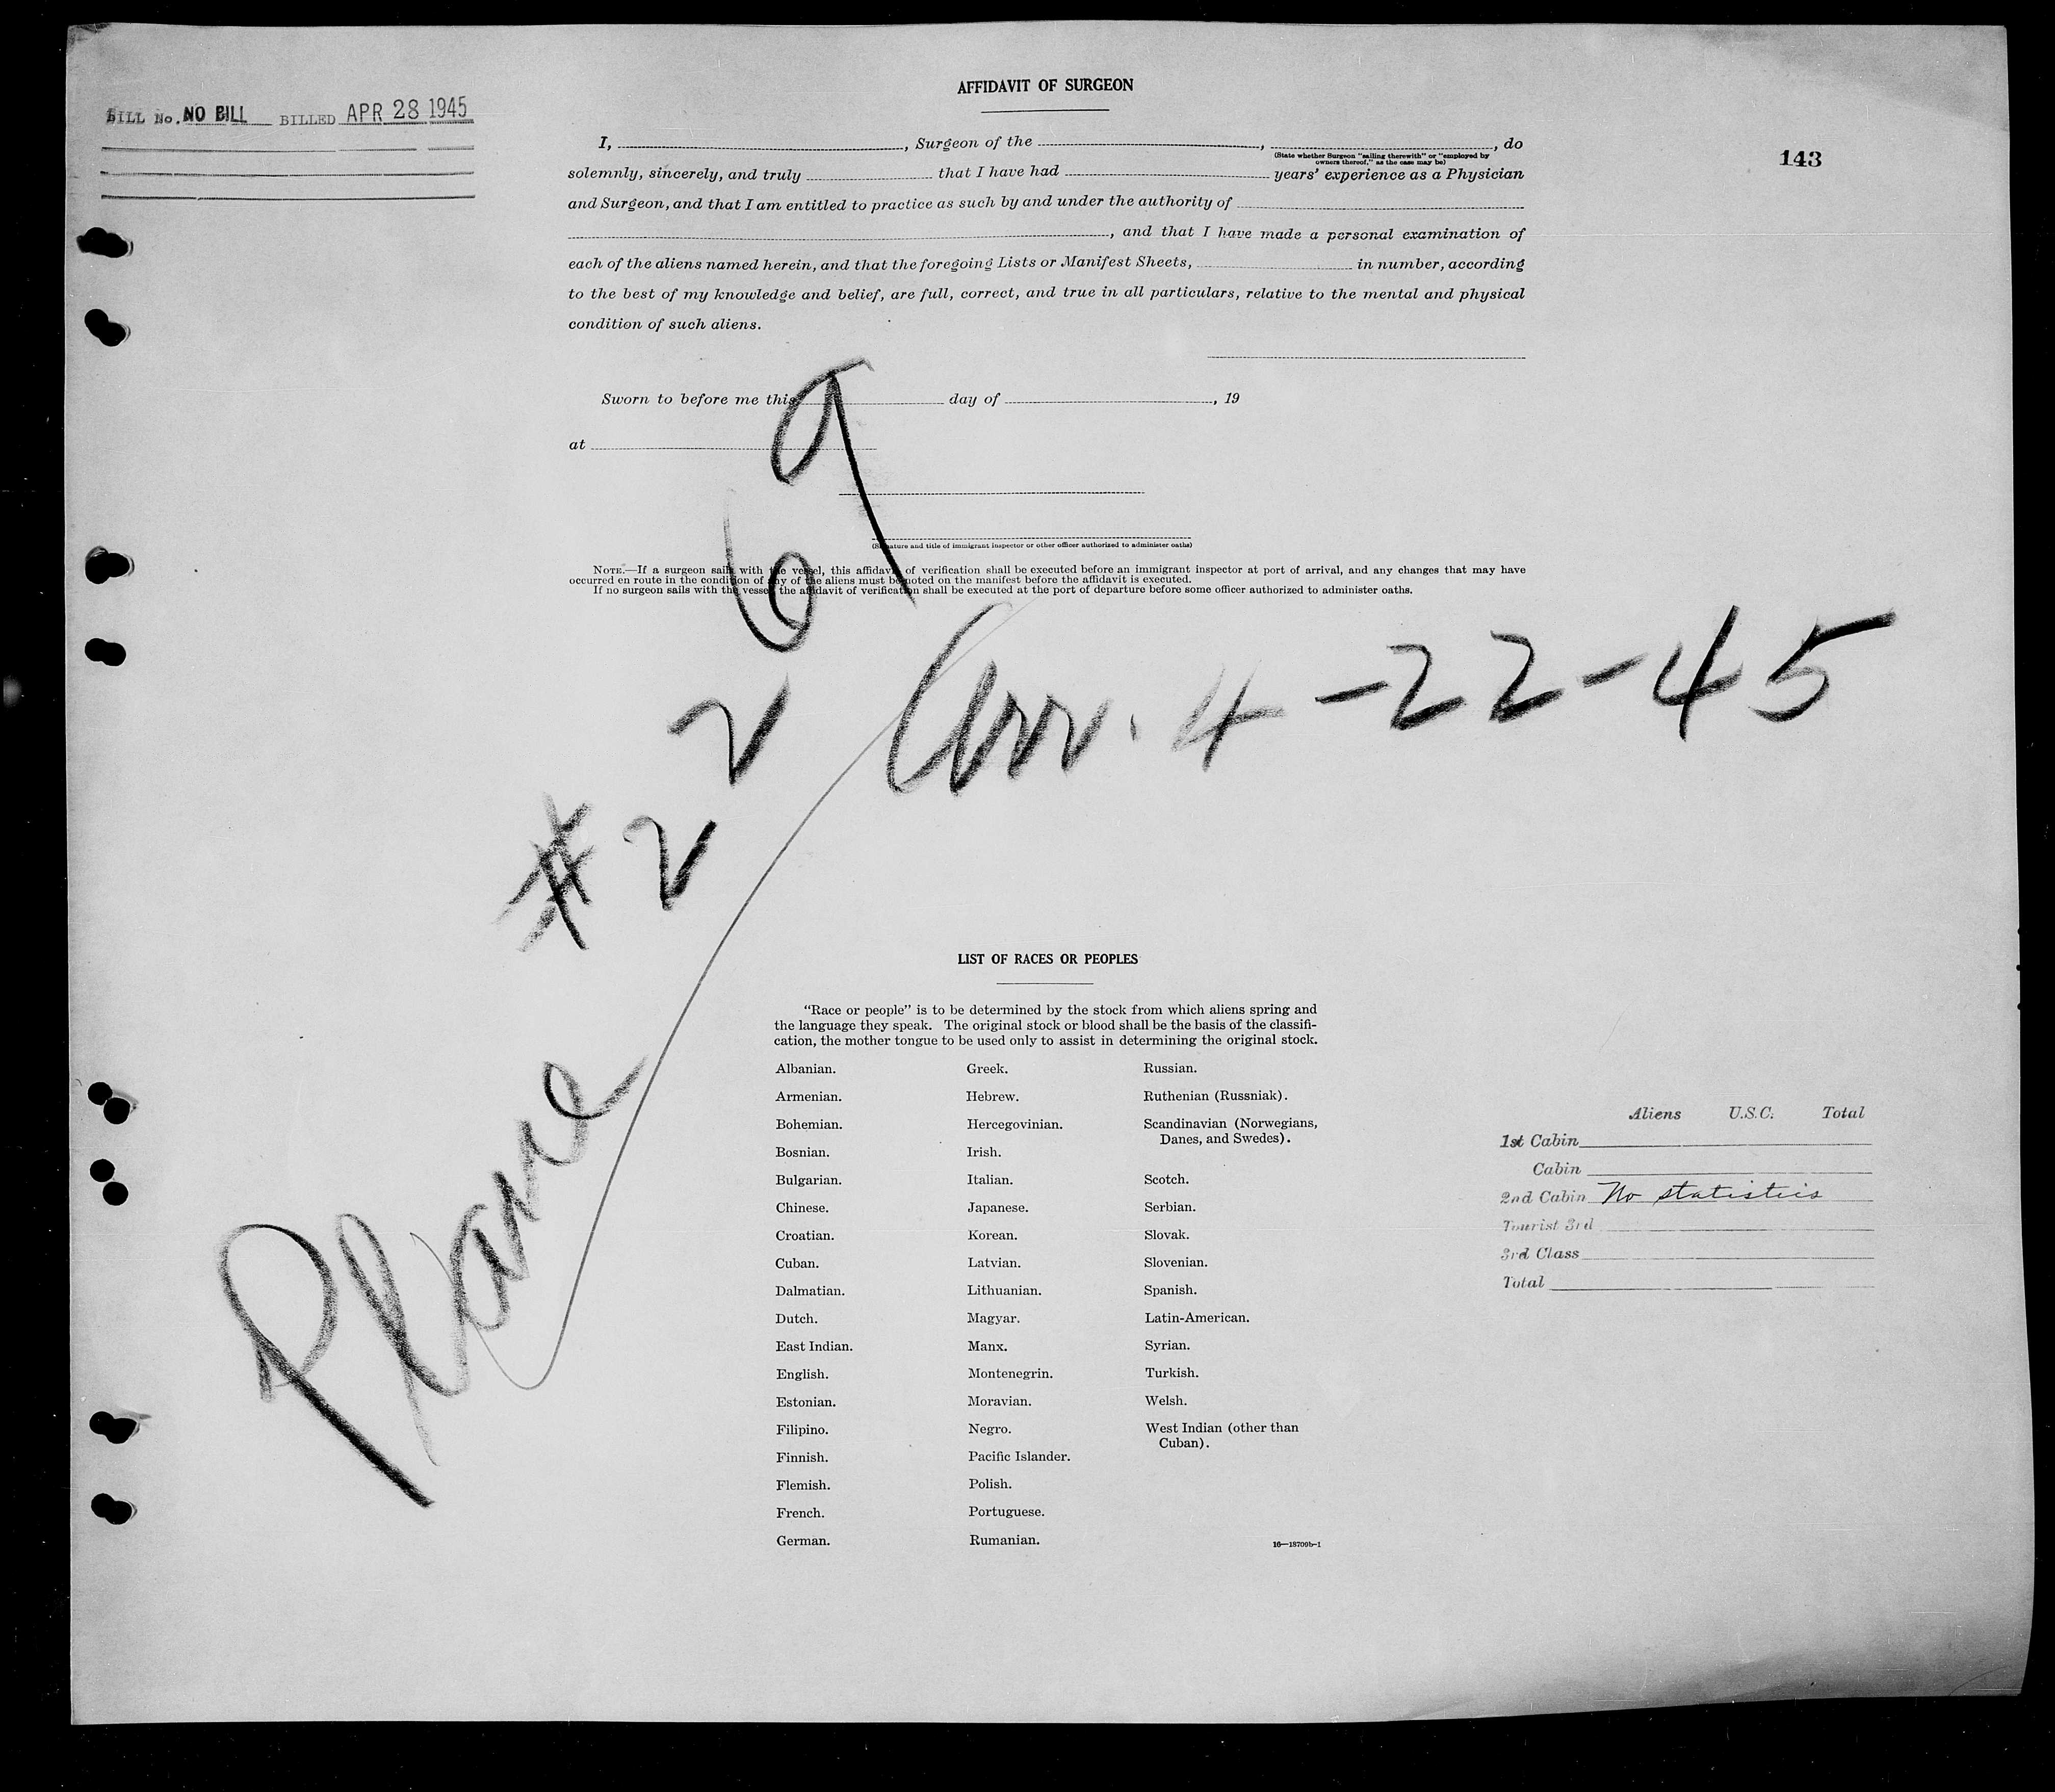 BILL No. NO BILL BILLED APR 28 1945
AFFIDAVIT OF SURGEON
143
I, , Surgeon of the , , do
(State whether Surgeon "sailing therewith" or "employed by
owners thereof," as the case may be)
solemnly, sincerely, and truly that I have had years' experience as a Physician
and Surgeon, and that I am entitled to practice as such by and under the authority of
, and that I have made a personal examination of
each of the aliens named herein, and that the foregoing Lists or Manifest Sheets, in number, according
to the best of my knowledge and belief, are full, correct, and true in all particulars, relative to the mental and physical
condition of such aliens.
Sworn to before me this day of , 19
at
(Signature and title of immigrant inspector or other officer authorized to administer oaths)
NOTE.—If a surgeon sails with the vessel, this affidavit of verification shall be executed before an immigrant inspector at port of arrival, and any changes that may have
occurred en route in the condition of any of the aliens must be noted on the manifest before the affidavit is executed.
If no surgeon sails with the vessel the affidavit of verification shall be executed at the port of departure before some officer authorized to administer oaths.
Plane #2269
Arr. 4-22-45
LIST OF RACES OR PEOPLES
"Race or people" is to be determined by the stock from which aliens spring and
the language they speak. The original stock or blood shall be the basis of the classifi-
cation, the mother tongue to be used only to assist in determining the original stock.
Albanian.
Armenian.
Bohemian.
Bosnian.
Bulgarian.
Chinese.
Croatian.
Cuban.
Dalmatian.
Dutch.
East Indian.
English.
Estonian.
Filipino.
Finnish.
Flemish.
French.
German.
Greek.
Hebrew.
Hercegovinian.
Irish.
Italian.
Japanese.
Korean.
Latvian.
Lithuanian.
Magyar.
Manx.
Montenegrin.
Moravian.
Negro.
Pacific Islander.
Polish.
Portuguese.
Rumanian.
Russian.
Ruthenian (Russniak).
Scandinavian (Norwegians,
Danes, and Swedes).
Scotch.
Serbian.
Slovak.
Slovenian.
Spanish.
Latin-American.
Syrian.
Turkish.
Welsh.
West Indian (other than
Cuban).
16—18709b-1
Aliens U.S.C. Total
1st Cabin
Cabin
2nd Cabin No statistics
Tourist 3rd
3rd Class
Total